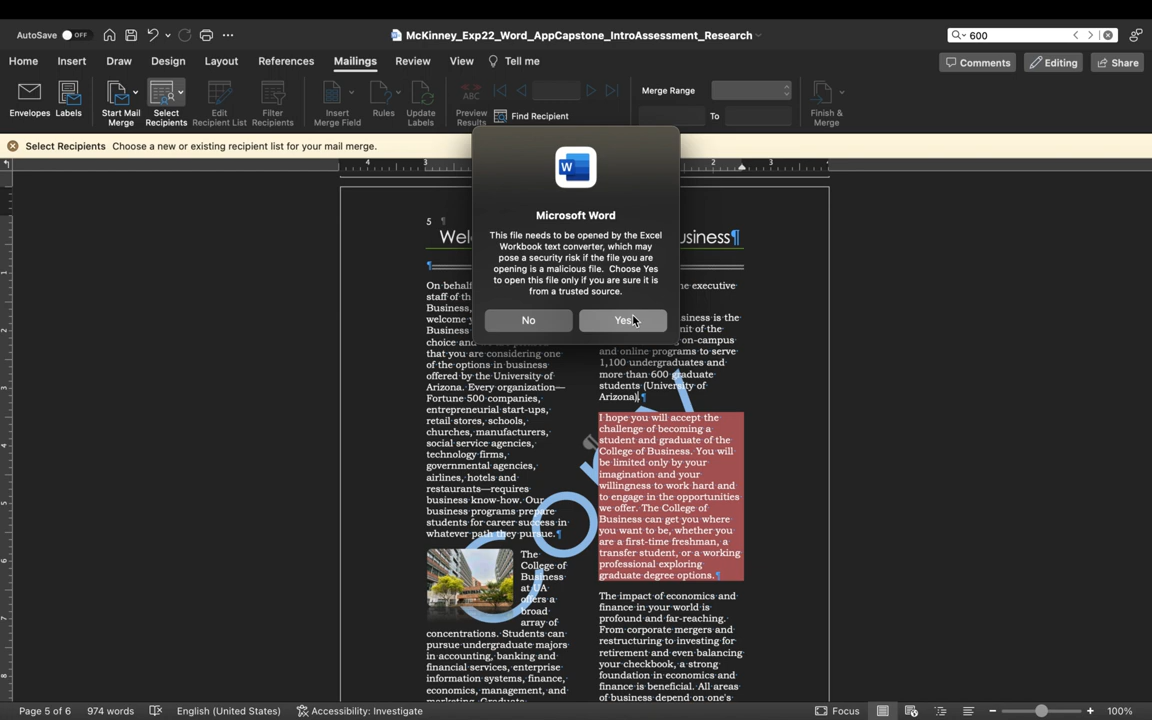 AutoSave OFF McKinney_Exp22_Word_AppCapstone_IntroAssessment_Research 600
Home Insert Draw Design Layout References Mailings Review View Tell me Comments Editing Share
Envelopes Labels Start Mail Merge Select Recipients Edit Recipient List Filter Recipients Insert Merge Field Rules Update Labels ABC Preview Results Find Recipient Merge Range To Finish & Merge
Select Recipients Choose a new or existing recipient list for your mail merge.
4 3 2 3
W
Microsoft Word
This file needs to be opened by the Excel
Workbook text converter, which may
pose a security risk if the file you are
opening is a malicious file. Choose Yes
to open this file only if you are sure it is
from a trusted source.
No Yes
5 ¶
Wel usiness¶
¶
On behalf
staff of th
Business,
welcome y
Business
choice and
that you are considering one
of the options in business
offered by the University of
Arizona. Every organization—
Fortune 500 companies,
entrepreneurial start-ups,
retail stores, schools,
churches, manufacturers,
social service agencies,
technology firms,
governmental agencies,
airlines, hotels and
restaurants—requires
business know-how. Our
business programs prepare
students for career success in
whatever path they pursue.¶
The
College of
Business
at UA
offers a
broad
array of
concentrations. Students can
pursue undergraduate majors
in accounting, banking and
financial services, enterprise
information systems, finance,
economics, management, and
marketing. Graduate
e executive
siness is the
nit of the
on-campus
and online programs to serve
1,100 undergraduates and
more than 600 graduate
students (University of
Arizona).¶
I hope you will accept the
challenge of becoming a
student and graduate of the
College of Business. You will
be limited only by your
imagination and your
willingness to work hard and
to engage in the opportunities
we offer. The College of
Business can get you where
you want to be, whether you
are a first-time freshman, a
transfer student, or a working
professional exploring
graduate degree options.¶
The impact of economics and
finance in your world is
profound and far-reaching.
From corporate mergers and
restructuring to investing for
retirement and even balancing
your checkbook, a strong
foundation in economics and
finance is beneficial. All areas
of business depend on one's
1
2
3
4
5
6
7
8
Page 5 of 6 974 words English (United States) Accessibility: Investigate Focus 100%